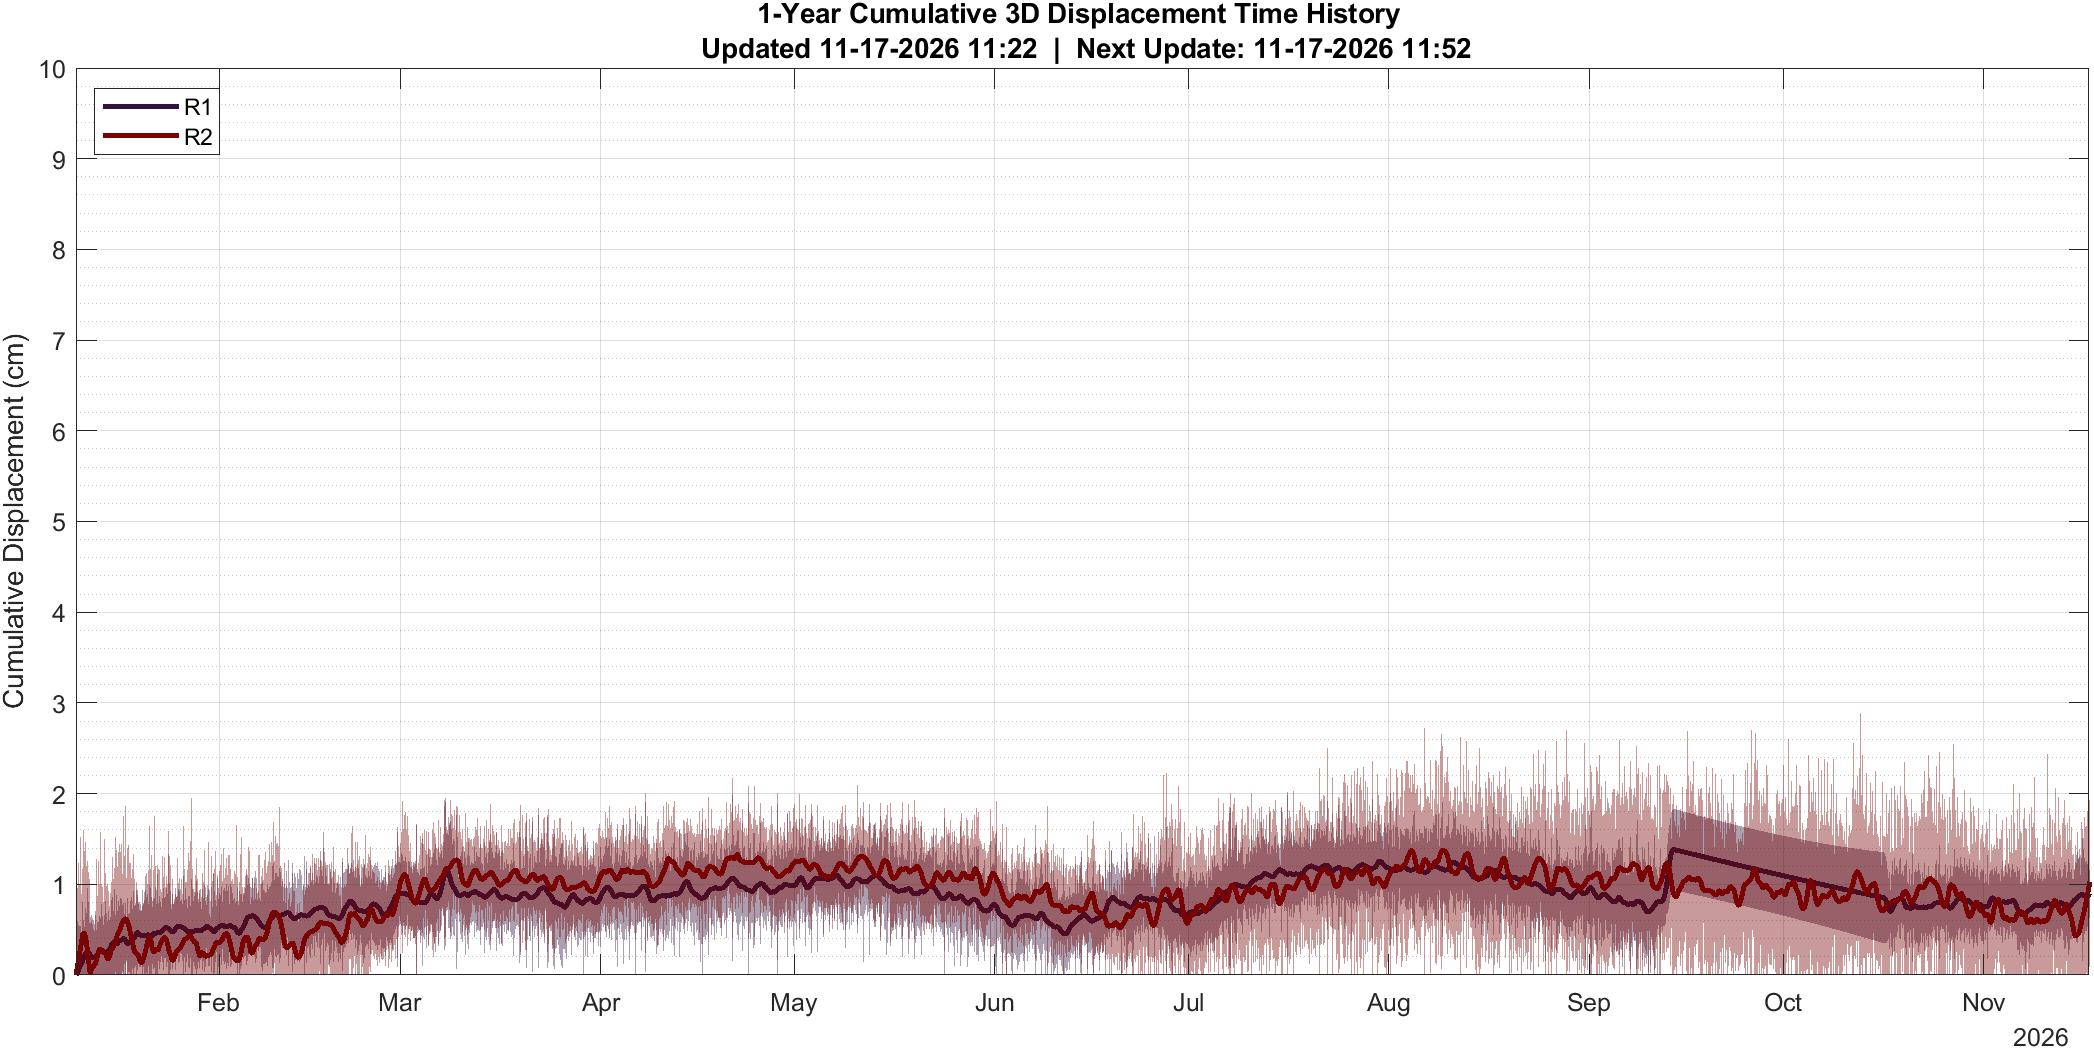 1-Year Cumulative 3D Displacement Time History
Updated 11-17-2026 11:22 | Next Update: 11-17-2026 11:52
R1
R2
Cumulative Displacement (cm)
10
9
8
7
6
5
4
3
2
1
0
Feb Mar Apr May Jun Jul Aug Sep Oct Nov
2026